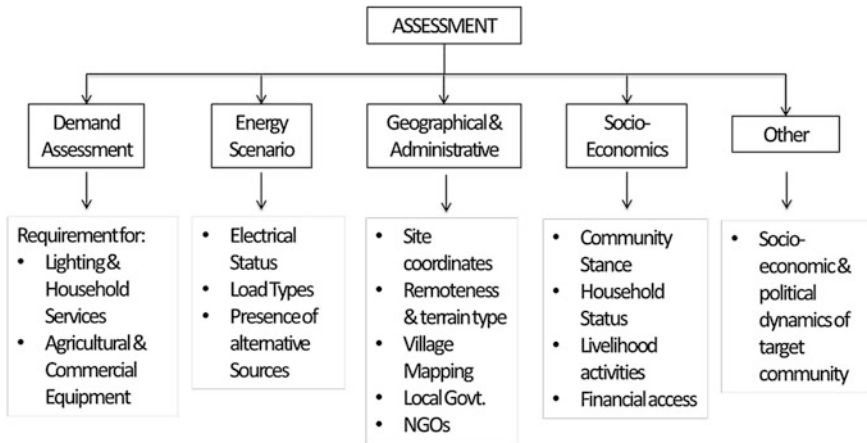 ASSESSMENT
Demand
Assessment
Energy
Scenario
Geographical &
Administrative
Socio-
Economics
Other
Requirement for:
• Lighting &
Household
Services
• Agricultural &
Commercial
Equipment
• Electrical
Status
• Load Types
• Presence of
alternative
Sources
• Site
coordinates
• Remoteness
& terrain type
• Village
Mapping
• Local Govt.
• NGOs
• Community
Stance
• Household
Status
• Livelihood
activities
• Financial access
• Socio-
economic &
political
dynamics of
target
community